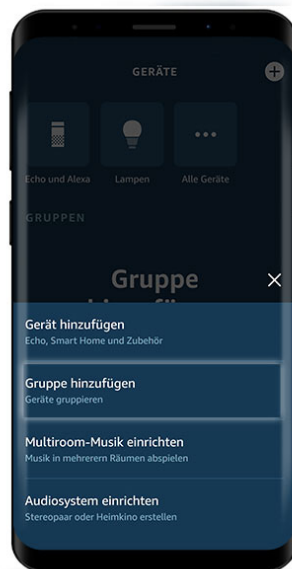 GERÄTE
Echo und Alexa
Lampen
Alle Geräte
GRUPPEN
Gruppe
Gerät hinzufügen
Echo, Smart Home und Zubehör
Gruppe hinzufügen
Geräte gruppieren
Multiroom-Musik einrichten
Musik in mehrerern Räumen abspielen
Audiosystem einrichten
Stereopaar oder Heimkino erstellen